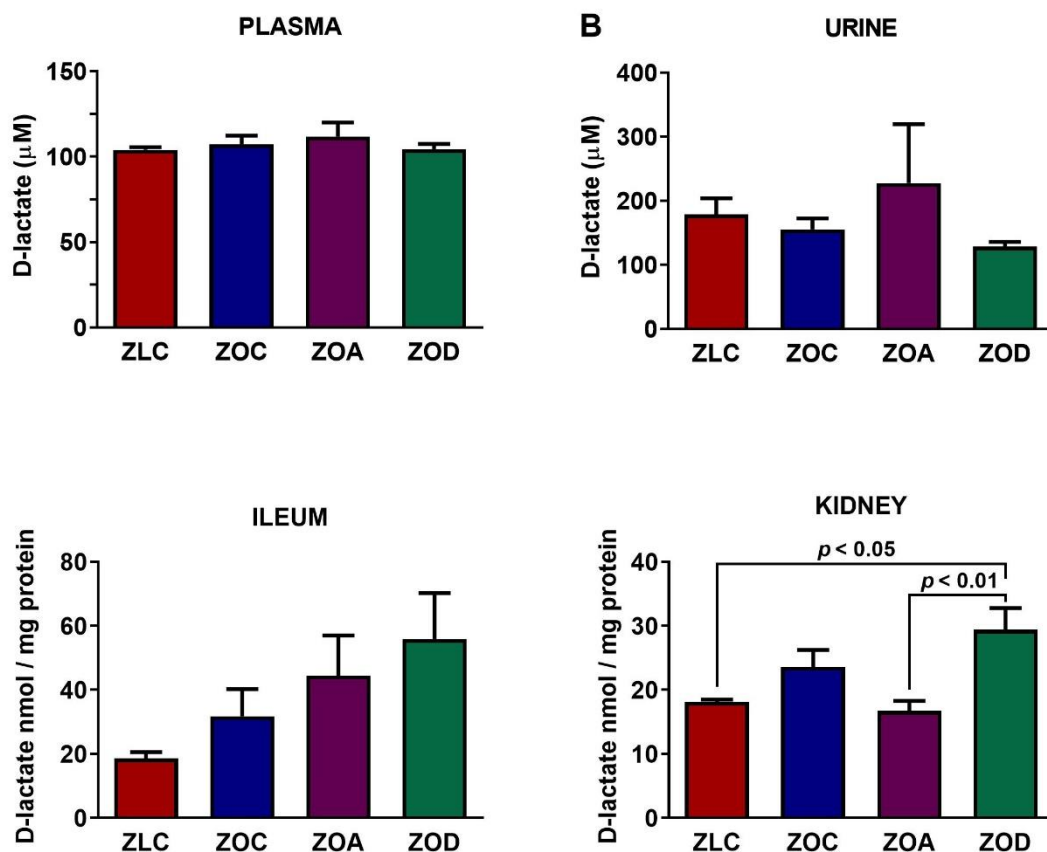 PLASMA
D-lactate (μM)
150
100
50
0
ZLC ZOC ZOA ZOD
B
URINE
D-lactate (μM)
400
300
200
100
0
ZLC ZOC ZOA ZOD
ILEUM
D-lactate nmol / mg protein
80
60
40
20
0
ZLC ZOC ZOA ZOD
KIDNEY
D-lactate nmol / mg protein
40
30
20
10
0
p < 0.05
p < 0.01
ZLC ZOC ZOA ZOD